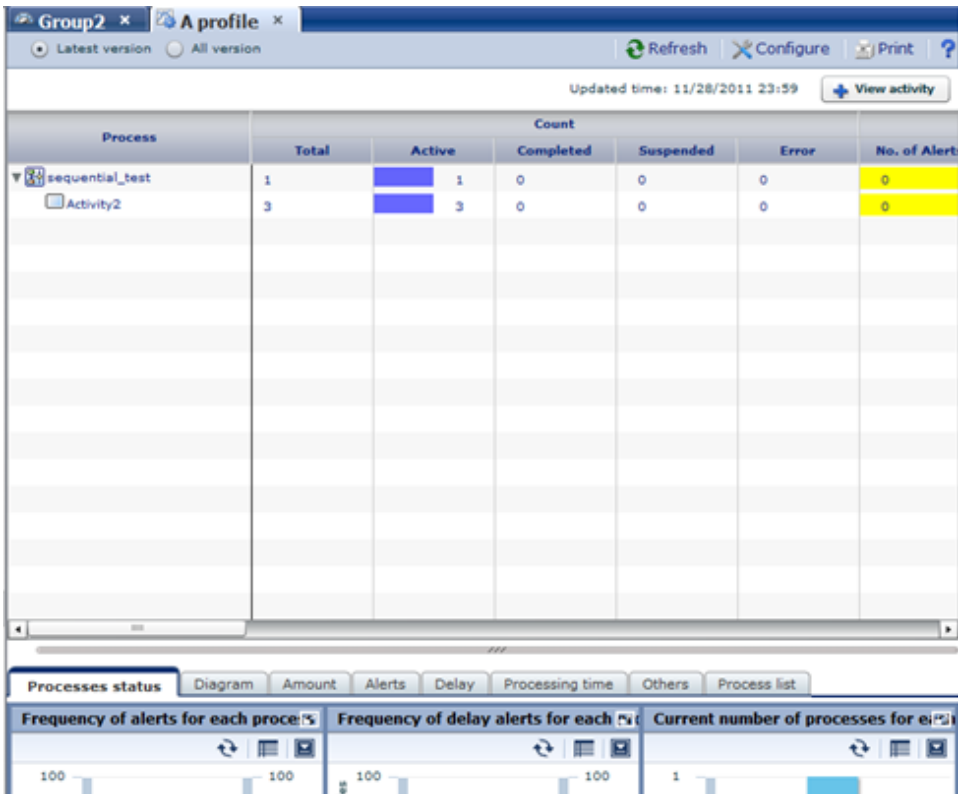 Group2 × A profile ×
Latest version All version Refresh Configure Print ?
Updated time: 11/28/2011 23:59 View activity
Process Count
Total Active Completed Suspended Error No. of Alert
sequential_test 1 1 0 0 0 0
Activity2 3 3 0 0 0 0
Processes status Diagram Amount Alerts Delay Processing time Others Process list
Frequency of alerts for each proce Frequency of delay alerts for each Current number of processes for e
100 100 100 100 1